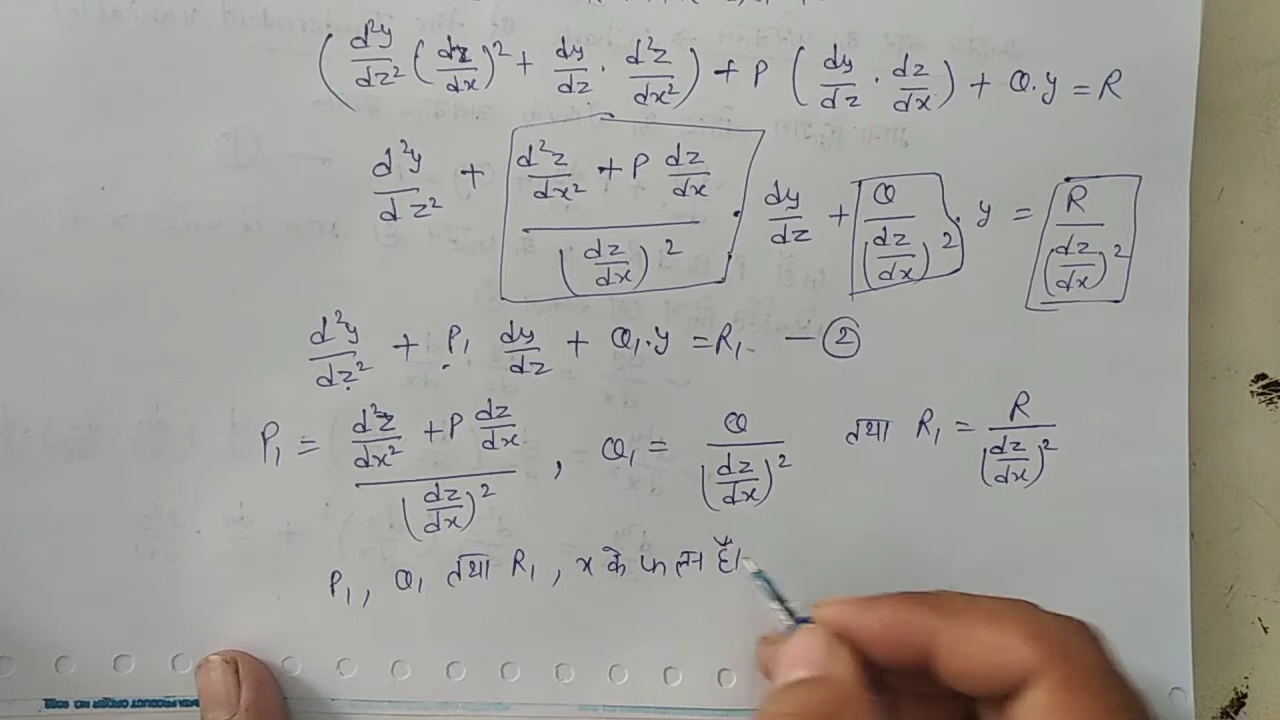 (d²y/dz² (dz/dx)² + dy/dz · d²z/dx²) + P (dy/dz · dz/dx) + Q·y = R
d²y/dz² + (d²z/dx² + P dz/dx)/(dz/dx)² · dy/dz + Q/(dz/dx)² · y = R/(dz/dx)²
d²y/dz² + P₁ dy/dz + Q₁·y = R₁ — ②
P₁ = (d²z/dx² + P dz/dx)/(dz/dx)² , Q₁ = Q/(dz/dx)² तथा R₁ = R/(dz/dx)²
P₁, Q₁ तथा R₁, x के फलन हैं।